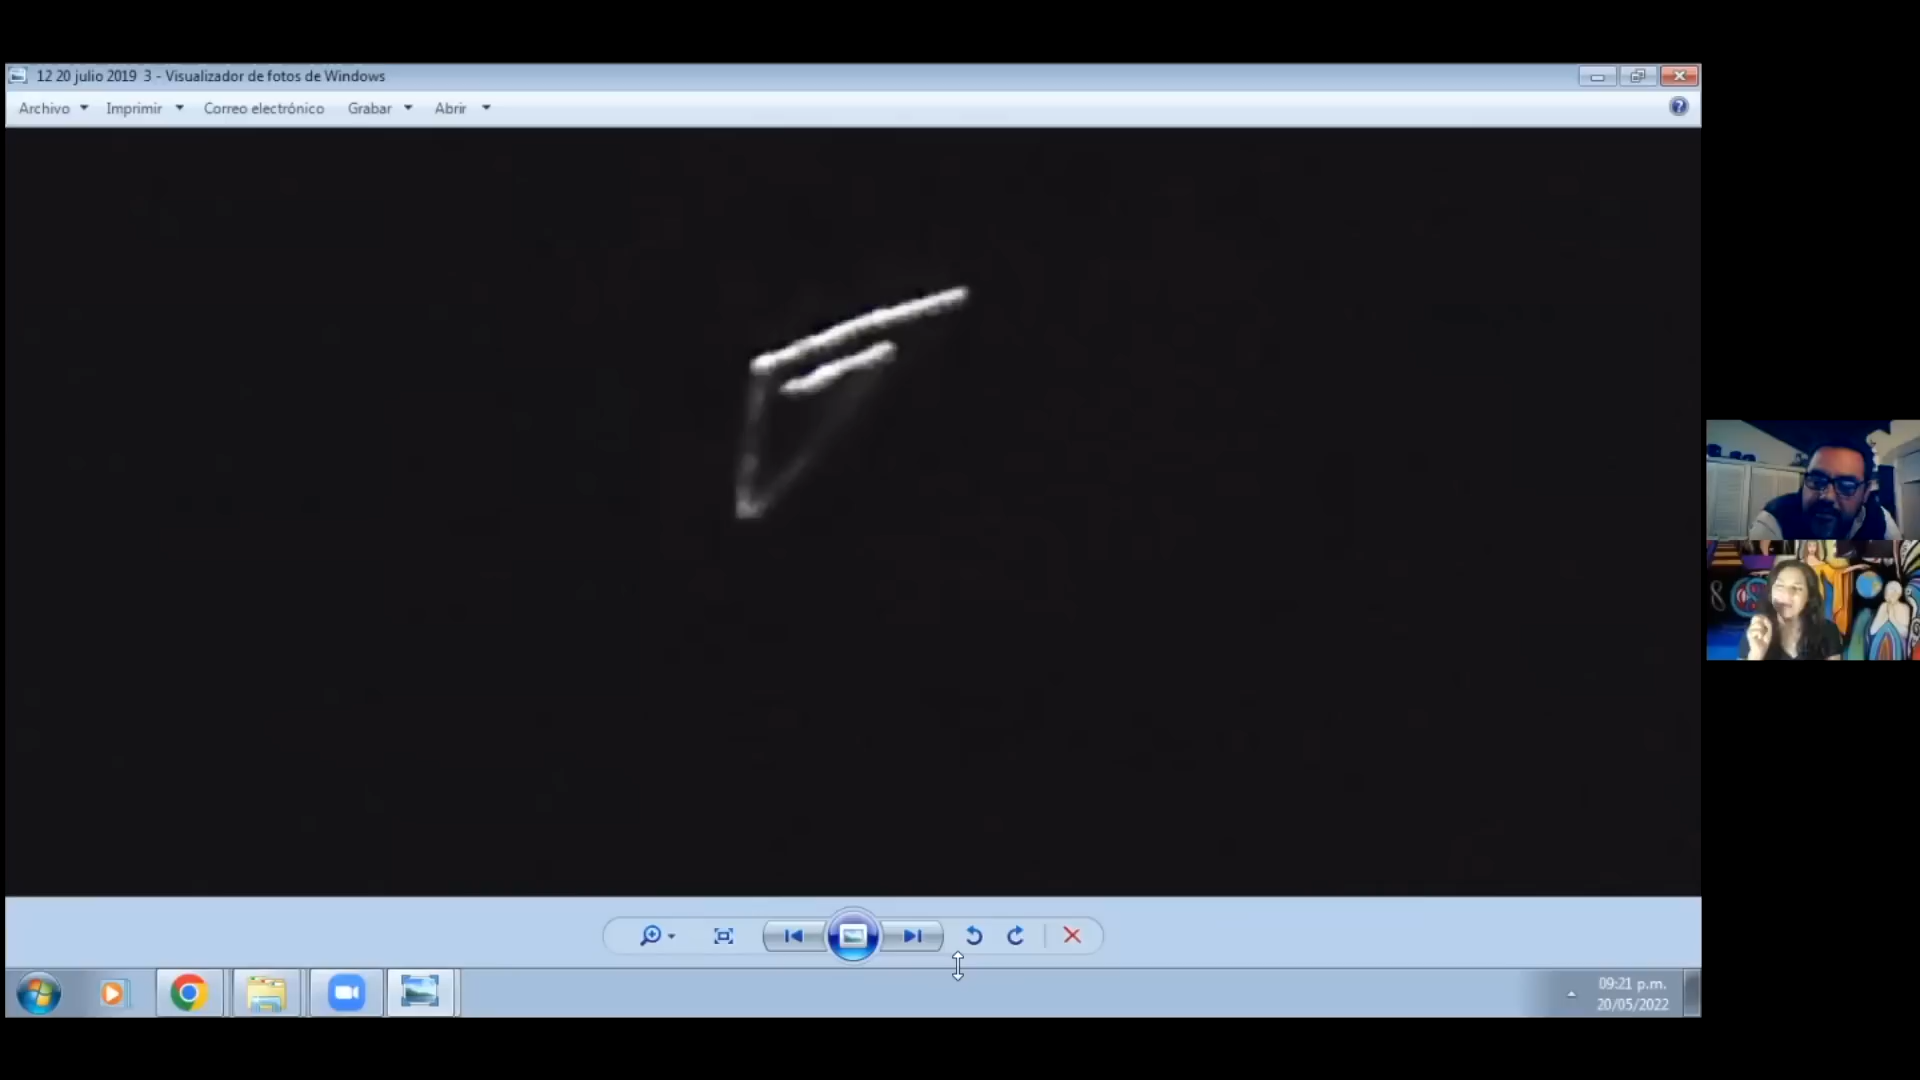 12 20 julio 2019  3 - Visualizador de fotos de Windows
Archivo Imprimir Correo electrónico Grabar Abrir
8
09:21 p.m.
20/05/2022